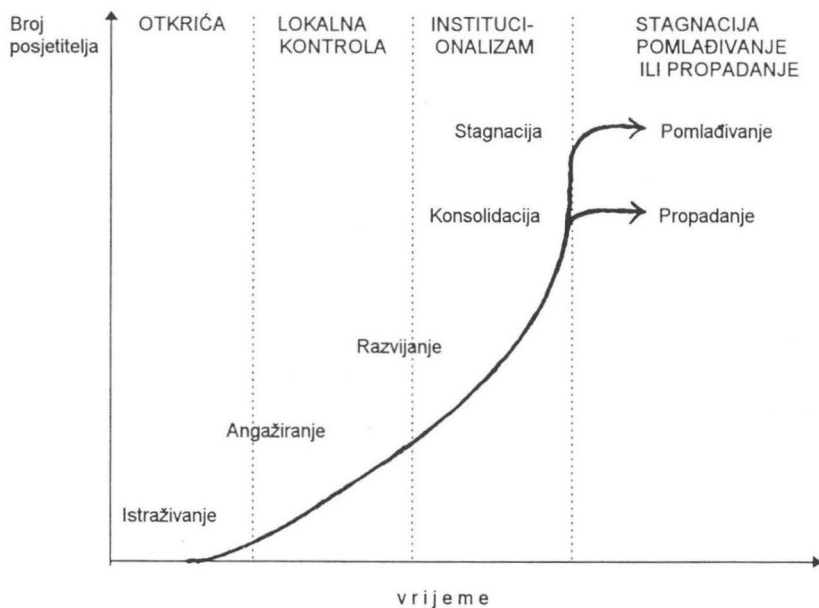 Broj
posjetitelja
OTKRIĆA
LOKALNA
KONTROLA
INSTITUCI-
ONALIZAM
STAGNACIJA
POMLAĐIVANJE
ILI PROPADANJE
Stagnacija
Pomlađivanje
Konsolidacija
Propadanje
Razvijanje
Angažiranje
Istraživanje
vrijeme